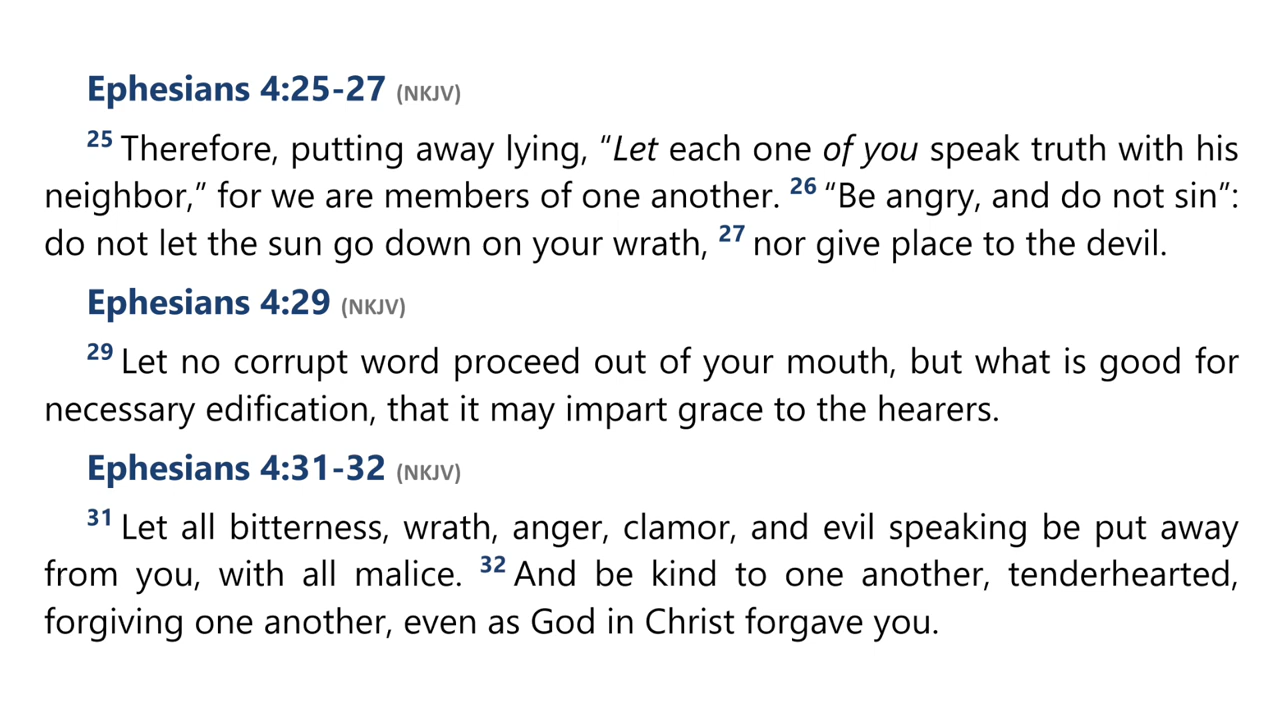 Ephesians 4:25-27 (NKJV)
25 Therefore, putting away lying, “Let each one of you speak truth with his
neighbor,” for we are members of one another. 26 “Be angry, and do not sin”:
do not let the sun go down on your wrath, 27 nor give place to the devil.
Ephesians 4:29 (NKJV)
29 Let no corrupt word proceed out of your mouth, but what is good for
necessary edification, that it may impart grace to the hearers.
Ephesians 4:31-32 (NKJV)
31 Let all bitterness, wrath, anger, clamor, and evil speaking be put away
from you, with all malice. 32 And be kind to one another, tenderhearted,
forgiving one another, even as God in Christ forgave you.